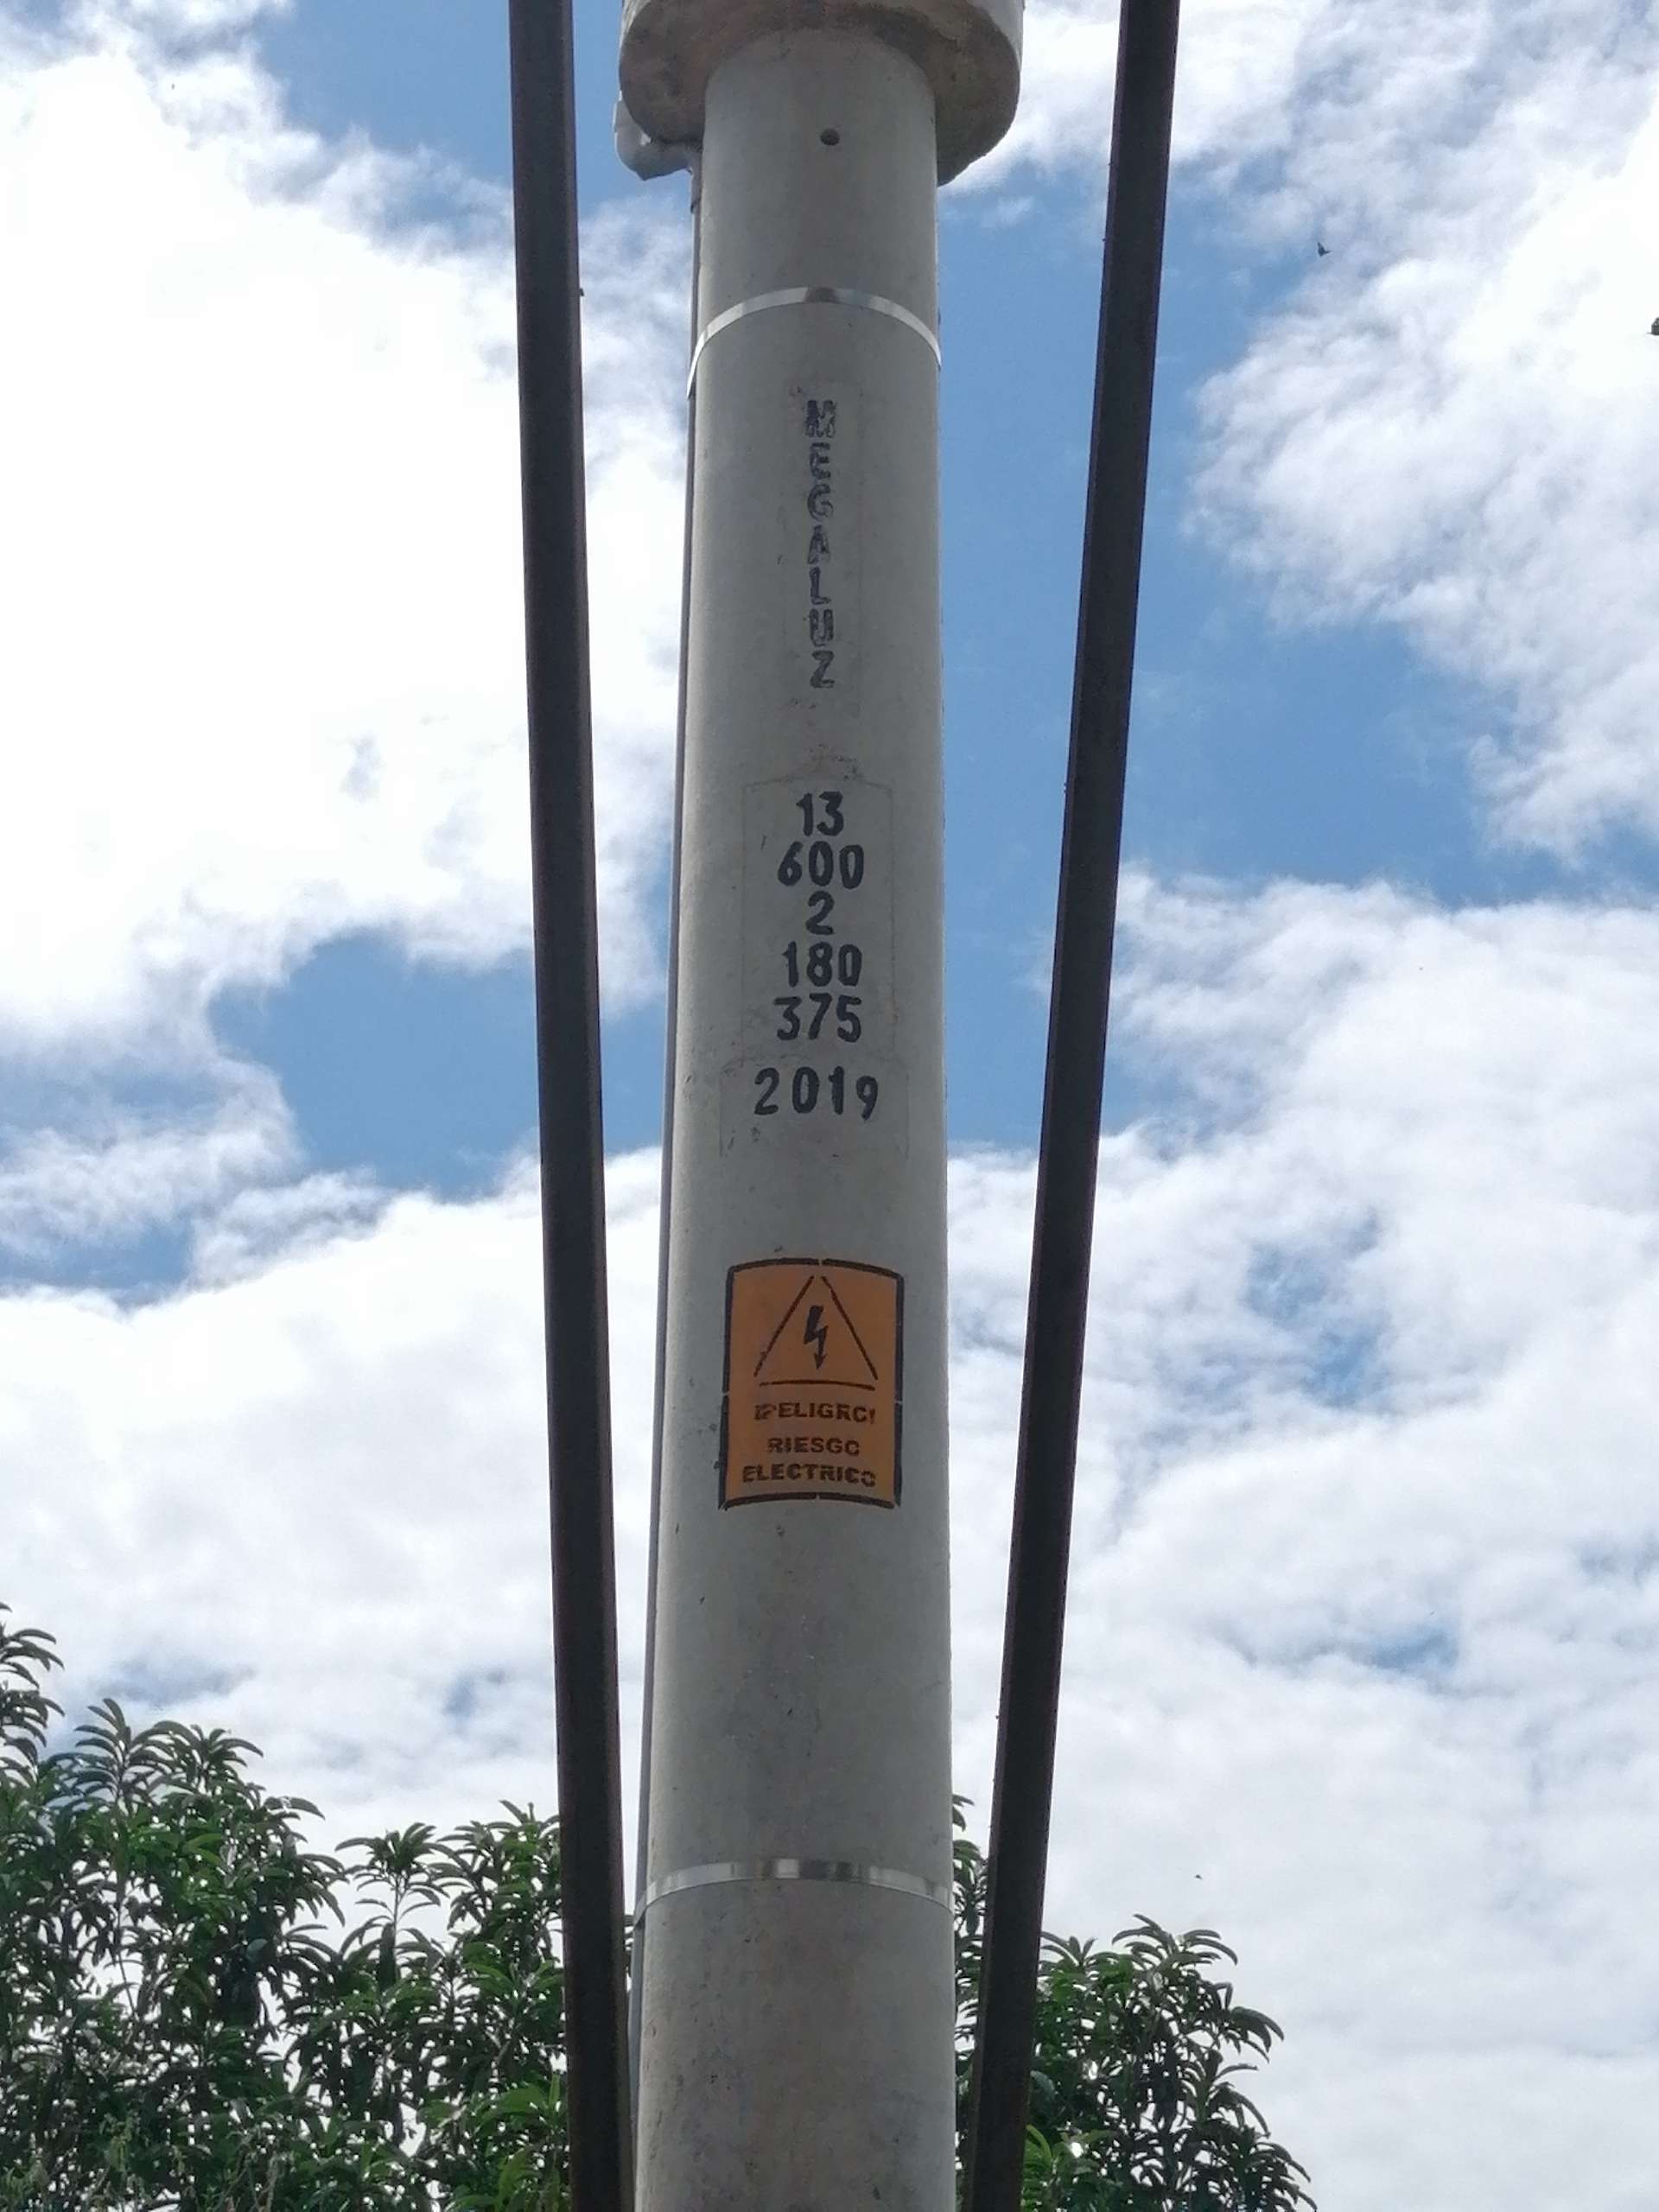 MEGALUZ
13
600
2
180
375
2019
¡PELIGRO!
RIESGO
ELECTRICO